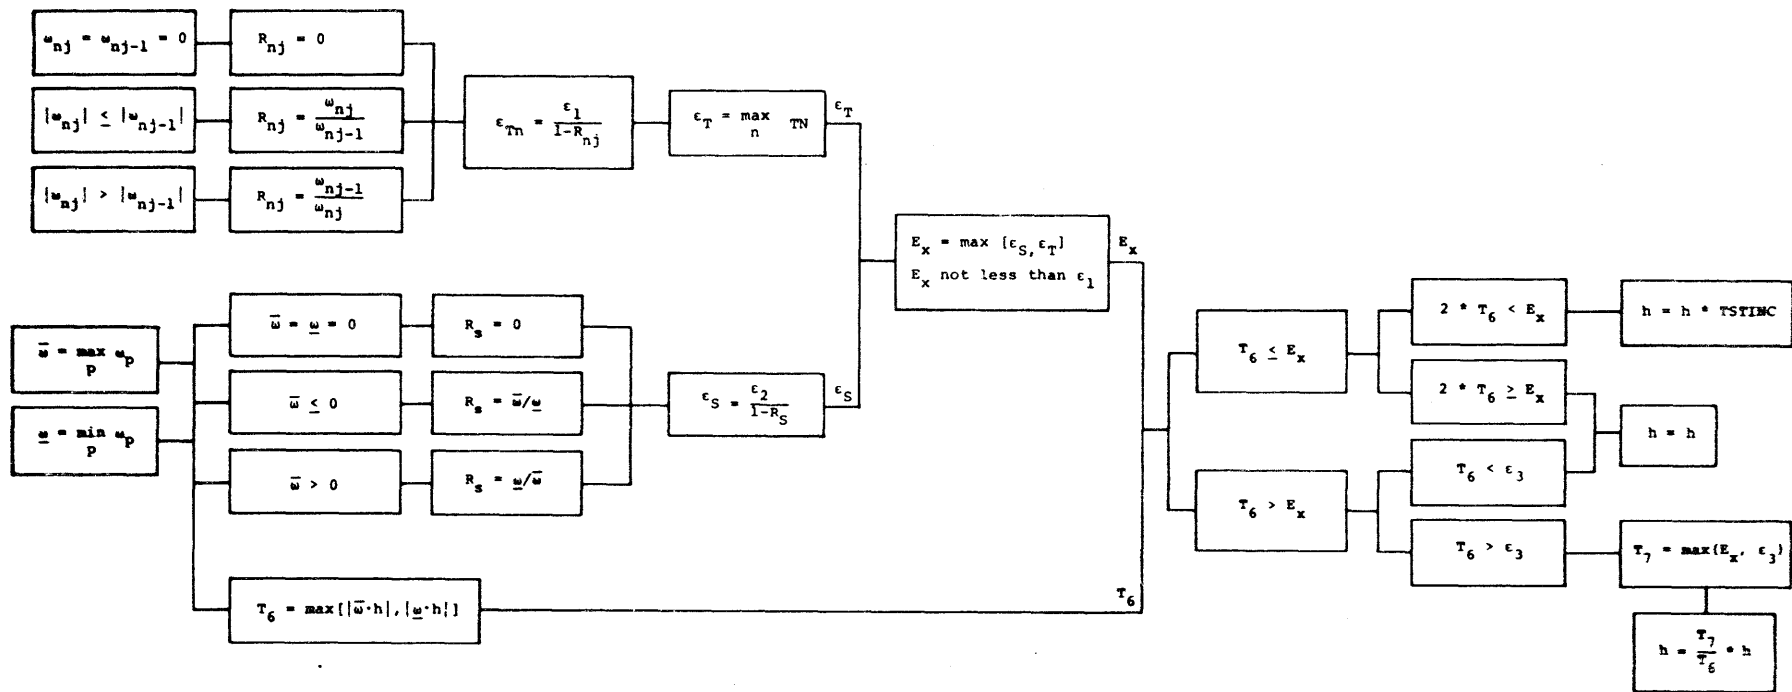 ω_nj = ω_nj-1 = 0
R_nj = 0
|ω_nj| ≤ |ω_nj-1|
R_nj = ω_nj / ω_nj-1
|ω_nj| > |ω_nj-1|
R_nj = ω_nj-1 / ω_nj
ε_Tn = ε_1 / 1-R_nj
ε_T = max n TN
ε_T
ω̅ = max p ω_p
ω̲ = min p ω_p
ω̅ = ω̲ = 0
R_s = 0
ω̅ ≤ 0
R_s = ω̅/ω̲
ω̅ > 0
R_s = ω̲/ω̅
ε_S = ε_2 / 1-R_S
ε_S
T_6 = max[|ω̅·h|,|ω̲·h|]
T_6
E_x = max [ε_S, ε_T]
E_x not less than ε_1
E_x
T_6 ≤ E_x
T_6 > E_x
2 * T_6 < E_x
2 * T_6 ≥ E_x
T_6 < ε_3
T_6 > ε_3
h = h * TSTINC
h = h
T_7 = max(E_x, ε_3)
h = T_7 / T_6 * h